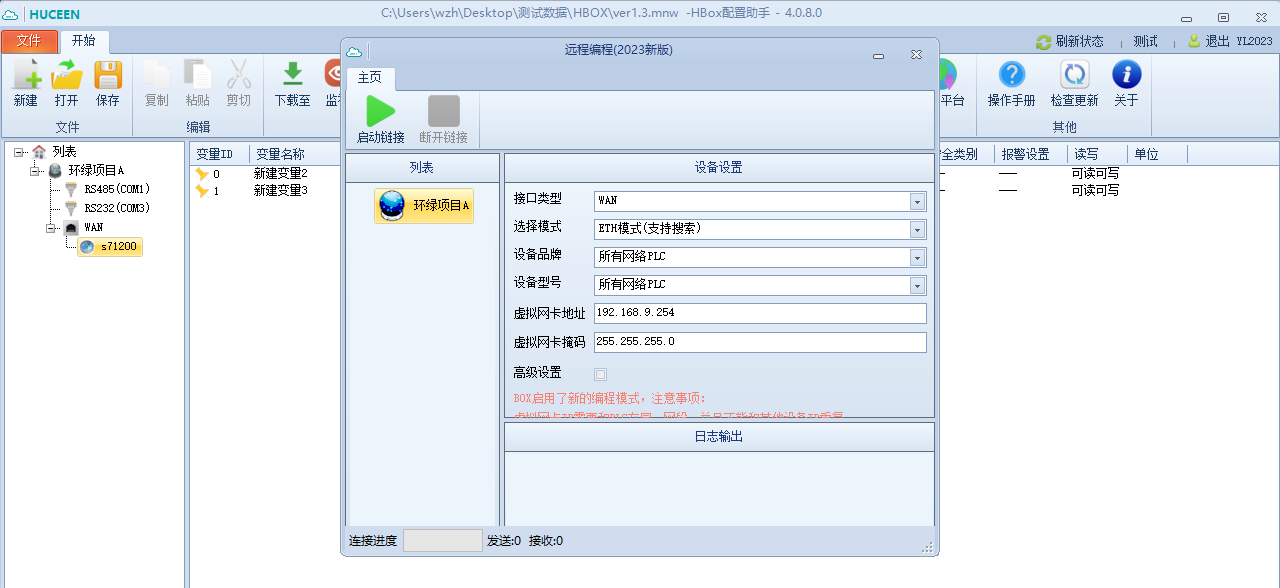 HUCEEN
C:\Users\wzh\Desktop\测试数据\HBOX\ver1.3.mnw -HBox配置助手 - 4.0.8.0
文件
开始
刷新状态
测试
退出 YL2023
新建
打开
保存
复制
粘贴
剪切
下载至
平台
操作手册
检查更新
关于
文件
编辑
其他
列表
环绿项目A
RS485(COM1)
RS232(COM3)
WAN
s71200
变量ID
变量名称
全类别
报警设置
读写
单位
0
新建变量2
——
可读可写
1
新建变量3
——
可读可写
远程编程(2023新版)
主页
启动链接
断开链接
列表
环绿项目A
设备设置
接口类型
WAN
选择模式
ETH模式(支持搜索)
设备品牌
所有网络PLC
设备型号
所有网络PLC
虚拟网卡地址
192.168.9.254
虚拟网卡掩码
255.255.255.0
高级设置
BOX启用了新的编程模式，注意事项:
日志输出
连接进度
发送:0
接收:0